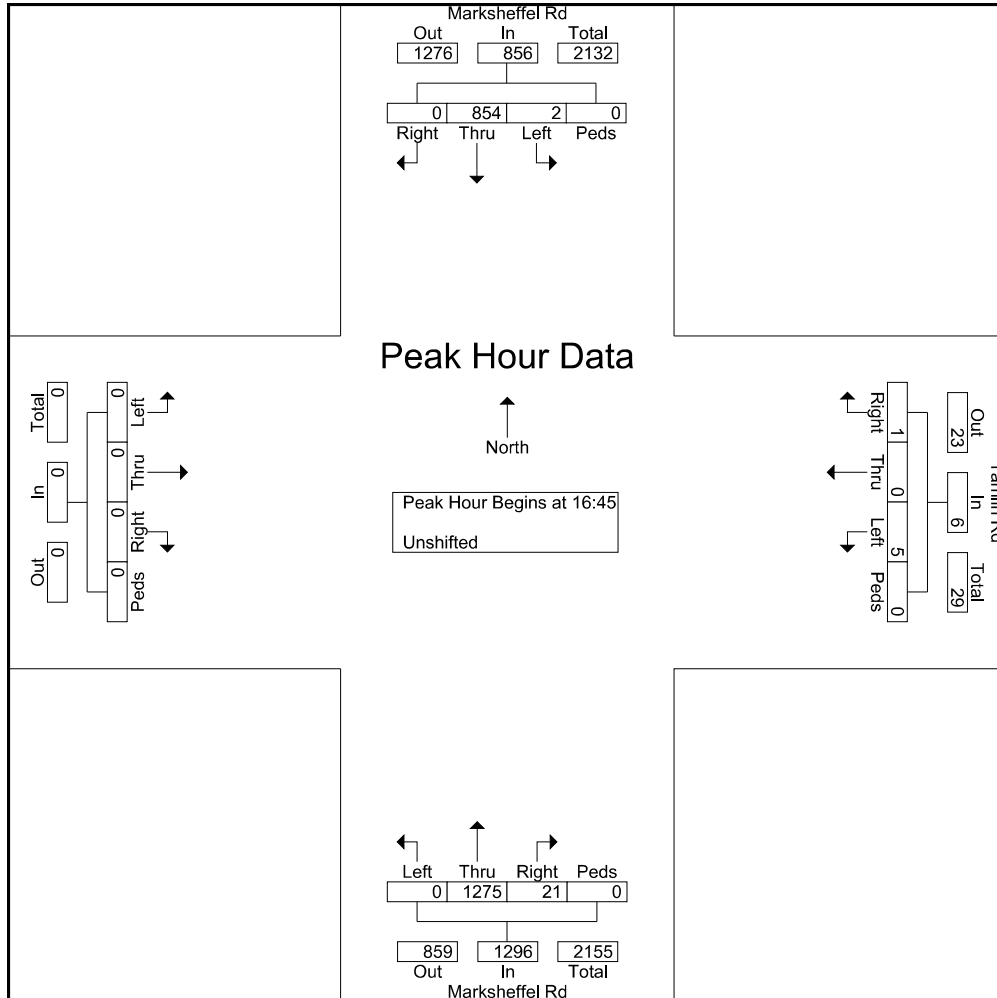 Marksheffel Rd
Out In Total
1276 856 2132
0 854 2 0
Right Thru Left Peds
Peak Hour Data
North
Peak Hour Begins at 16:45
Unshifted
Total In Out
0 0 0
0 0 0 0
Left Thru Right Peds
Rd
Out In Total
23 6 29
1 0 5 0
Right Thru Left Peds
Left Thru Right Peds
0 1275 21 0
859 1296 2155
Out In Total
Marksheffel Rd